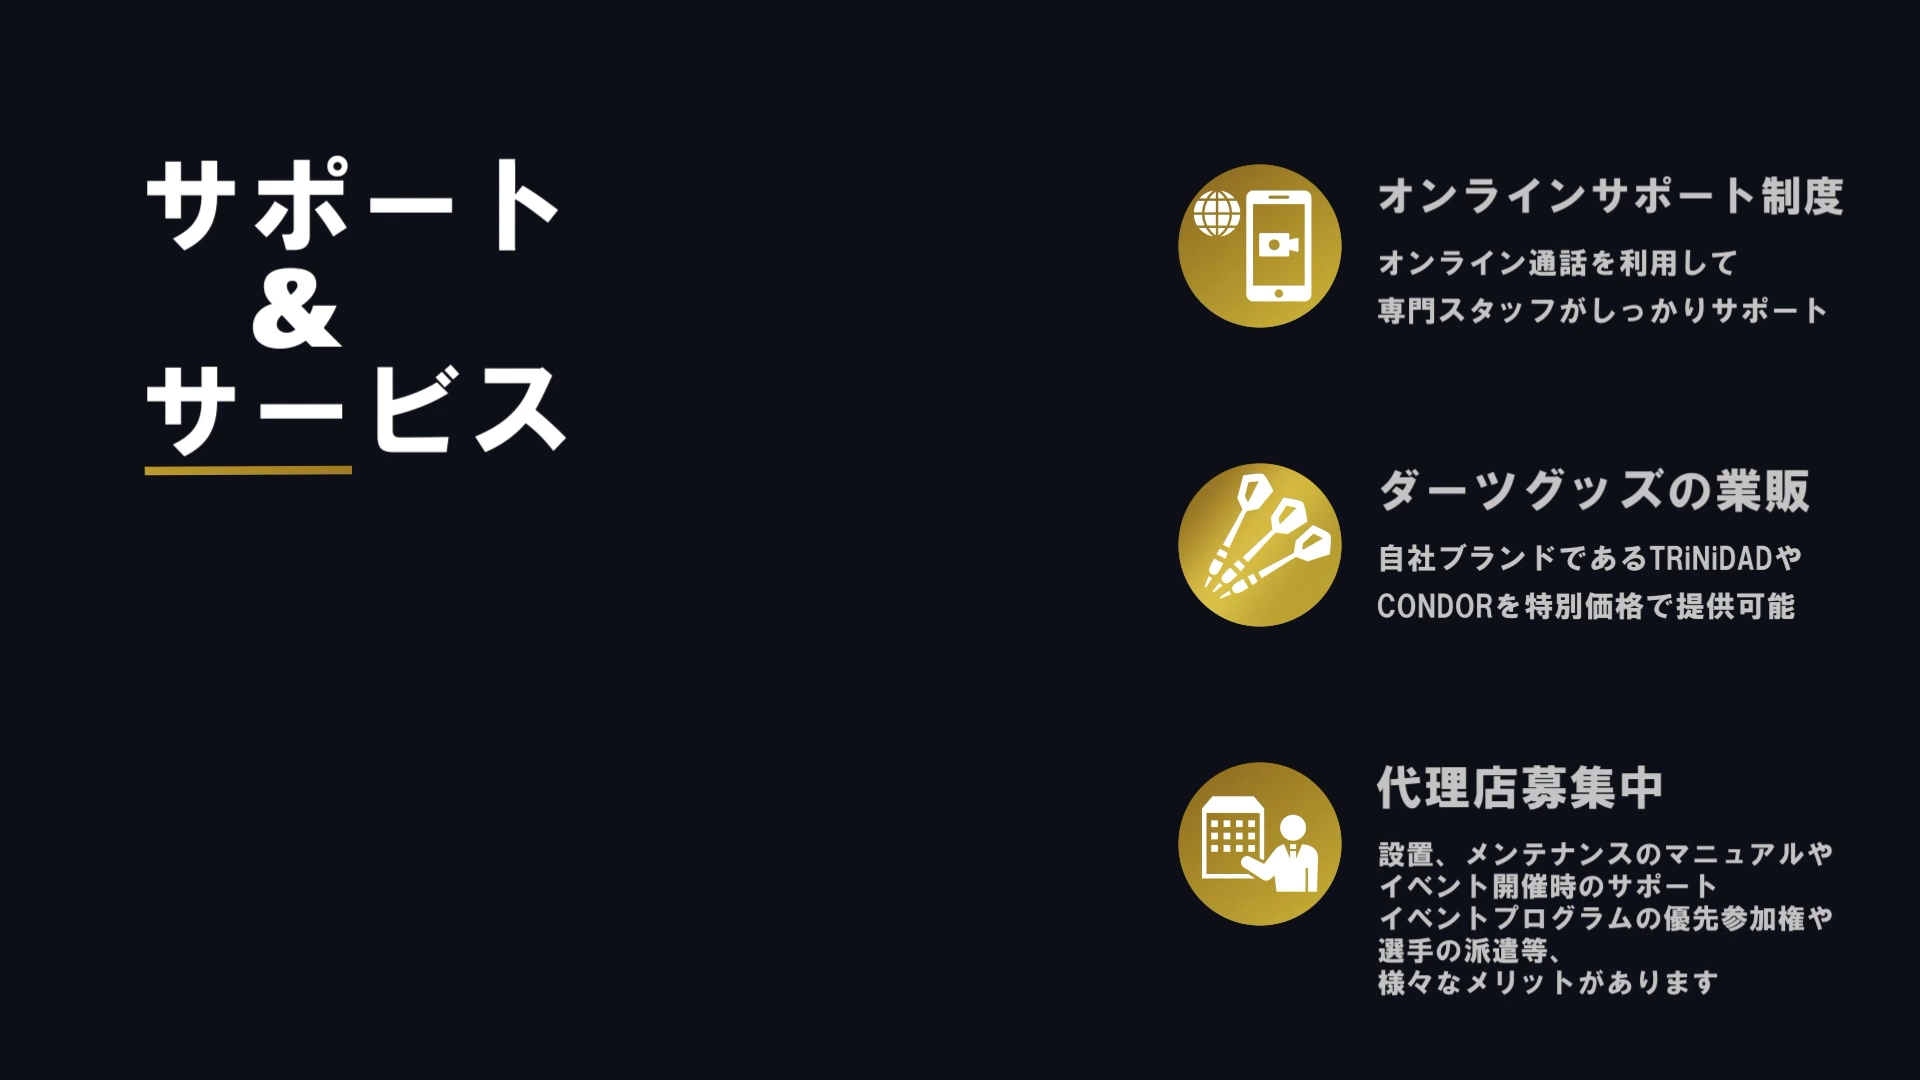 サポート
&
サービス
オンラインサポート制度
オンライン通話を利用して
専門スタッフがしっかりサポート
ダーツグッズの業販
自社ブランドであるTRiNiDADや
CONDORを特別価格で提供可能
代理店募集中
設置、メンテナンスのマニュアルや
イベント開催時のサポート
イベントプログラムの優先参加権や
選手の派遣等、
様々なメリットがあります